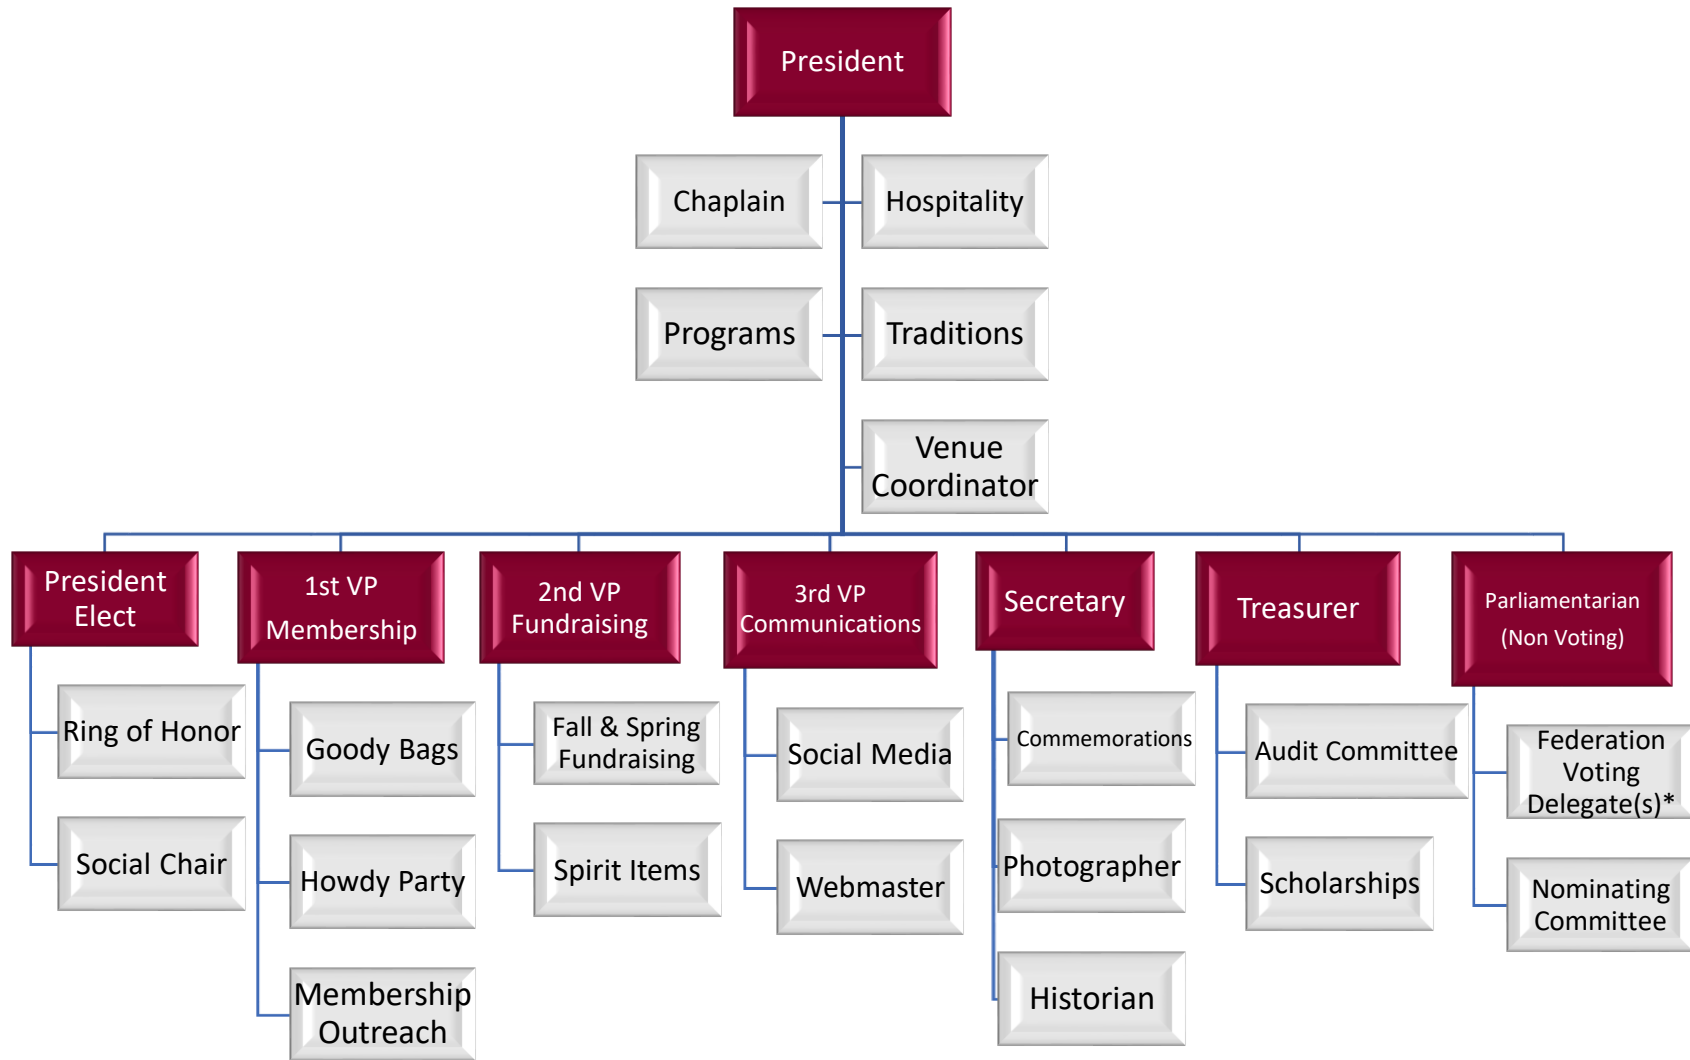 President
Chaplain
Hospitality
Programs
Traditions
Venue
Coordinator
President
Elect
1st VP
Membership
2nd VP
Fundraising
3rd VP
Communications
Secretary
Treasurer
Parliamentarian
(Non Voting)
Ring of Honor
Social Chair
Goody Bags
Howdy Party
Membership
Outreach
Fall & Spring
Fundraising
Spirit Items
Social Media
Webmaster
Commemorations
Photographer
Historian
Audit Committee
Scholarships
Federation
Voting
Delegate(s)*
Nominating
Committee